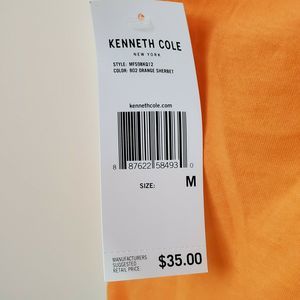 KENNETH COLE
NEW YORK
STYLE: MFS0BKQ12
COLOR: 802 ORANGE SHERBET
kennethcole.com
8 87622 58493 0
SIZE: M
MANUFACTURERS
SUGGESTED
RETAIL PRICE
$35.00